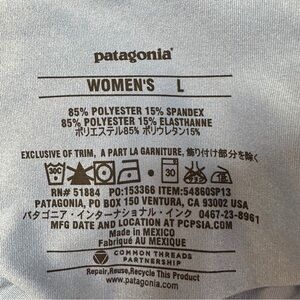 patagonia®
WOMEN'S L
85% POLYESTER 15% SPANDEX
85% POLYESTER 15% ELASTHANNE
ポリエステル85% ポリウレタン15%
EXCLUSIVE OF TRIM, A PART LA GARNITURE, 飾り付け部分を除く
30°
30
RN# 51884 PO:153366 ITEM:54860SP13
PATAGONIA, PO BOX 150 VENTURA, CA 93002 USA
パタゴニア・インターナショナル・インク 0467-23-8961
MFG DATE AND LOCATION AT PCPSIA.COM
Made in MEXICO
Fabriqué AU MEXIQUE
COMMON THREADS
PARTNERSHIP
Repair, Reuse, Recycle This Product
www.patagonia.com